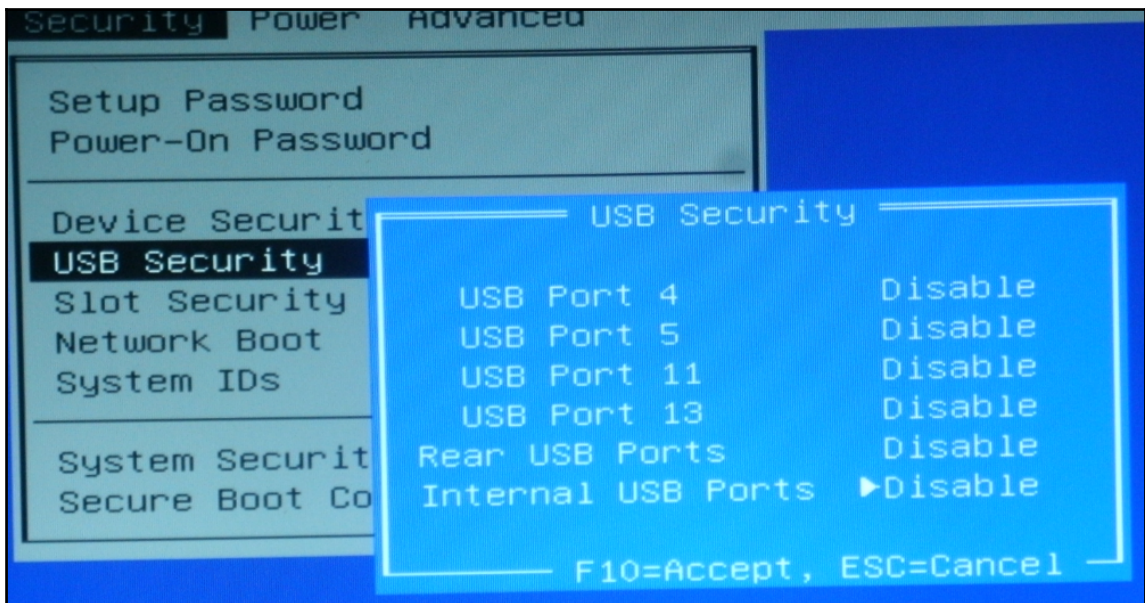 Security Power Advanced
Setup Password
Power-On Password
Device Securit
USB Security
Slot Security
Network Boot
System IDs
System Securit
Secure Boot Co
USB Security
USB Port 4 Disable
USB Port 5 Disable
USB Port 11 Disable
USB Port 13 Disable
Rear USB Ports Disable
Internal USB Ports ▶Disable
F10=Accept, ESC=Cancel